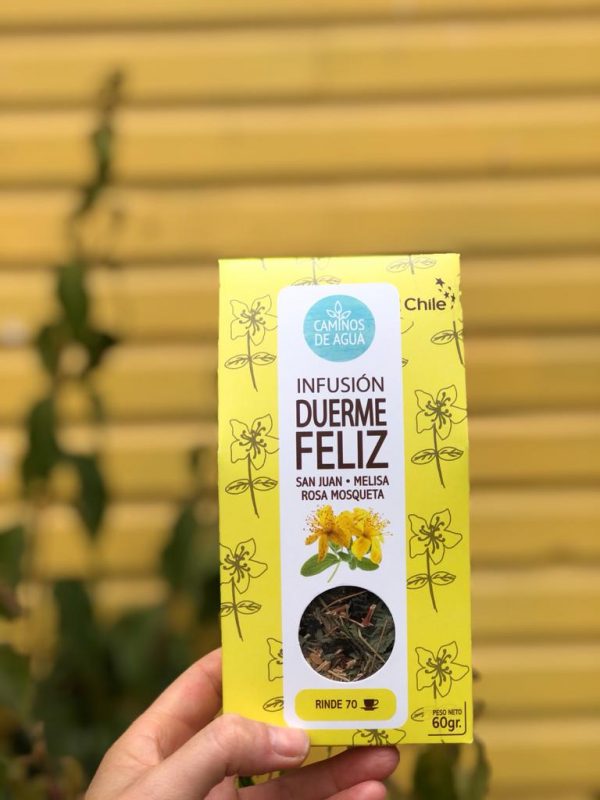 CAMINOS
DE AGUA
Chile
INFUSIÓN
DUERME
FELIZ
SAN JUAN • MELISA
ROSA MOSQUETA
RINDE 70
PESO NETO
60gr.